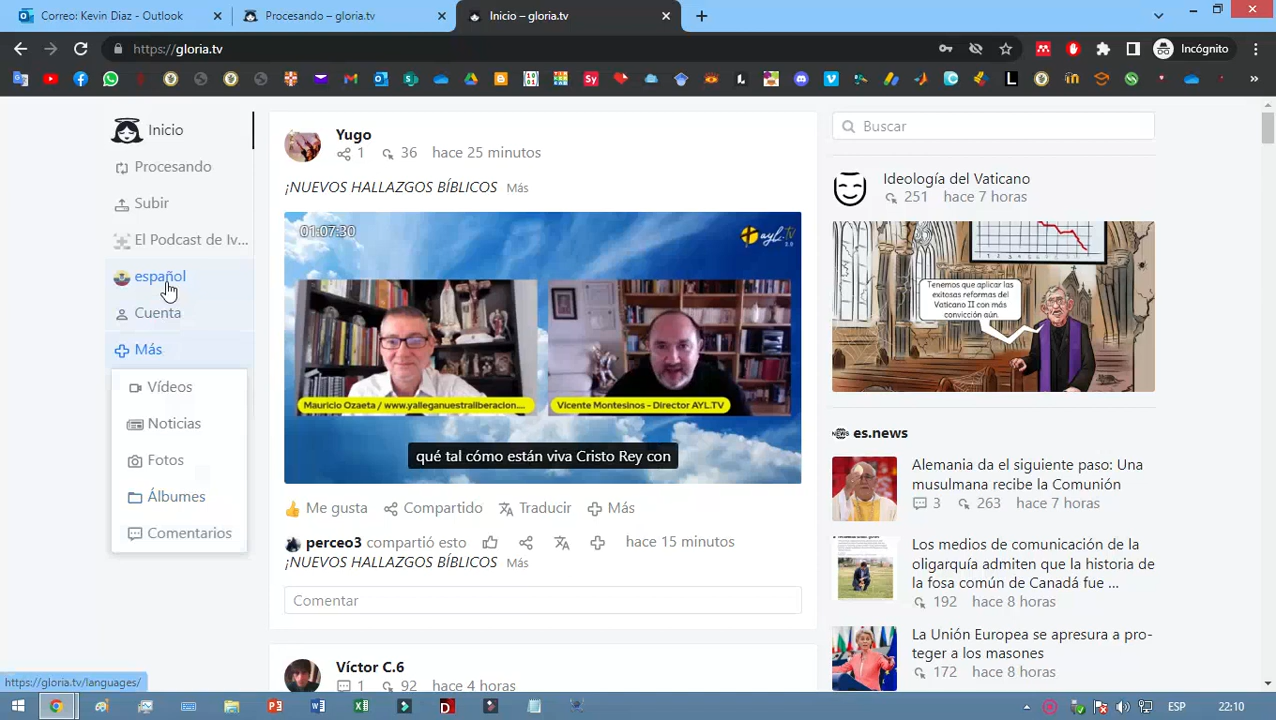 Correo: Kevin Diaz - Outlook
Procesando – gloria.tv
Inicio – gloria.tv
https://gloria.tv
Incógnito
Inicio
Procesando
Subir
El Podcast de Iv...
español
Cuenta
Más
Vídeos
Noticias
Fotos
Álbumes
Comentarios
Yugo
1 36 hace 25 minutos
¡NUEVOS HALLAZGOS BÍBLICOS Más
01:07:30
ayl.TV
3.0
Mauricio Ozaeta / www.yalleganuestraliberacion....
Vicente Montesinos - Director AYL.TV
qué tal cómo están viva Cristo Rey con
Me gusta Compartido Traducir Más
perceo3 compartió esto hace 15 minutos
¡NUEVOS HALLAZGOS BÍBLICOS Más
Comentar
Víctor C.6
1 92 hace 4 horas
Buscar
Ideología del Vaticano
251 hace 7 horas
Tenemos que aplicar las
exitosas reformas del
Vaticano II con más
convicción aún.
NEWS es.news
Alemania da el siguiente paso: Una
musulmana recibe la Comunión
3 263 hace 7 horas
Los medios de comunicación de la
oligarquía admiten que la historia de
la fosa común de Canadá fue ...
192 hace 8 horas
La Unión Europea se apresura a pro-
teger a los masones
172 hace 8 horas
https://gloria.tv/languages/
ESP
22:10